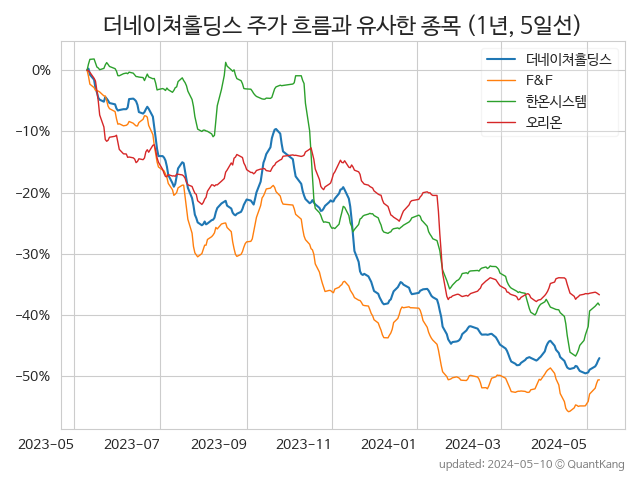 더네이쳐홀딩스 주가 흐름과 유사한 종목 (1년, 5일선)
더네이쳐홀딩스
F&F
한온시스템
오리온
0%
−10%
−20%
−30%
−40%
−50%
2023-05
2023-07
2023-09
2023-11
2024-01
2024-03
2024-05
updated: 2024-05-10 © QuantKang